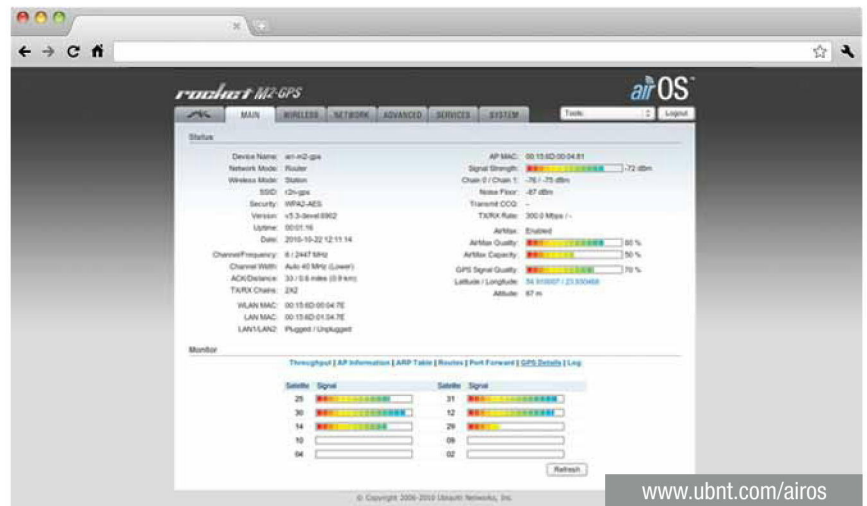 rocket M2-GPS
airOS™
MAIN WIRELESS NETWORK ADVANCED SERVICES SYSTEM Tools: Logout
Status
Device Name: arr-m2-gps
Network Mode: Router
Wireless Mode: Station
SSID: r2n-gps
Security: WPA2-AES
Version: v5.3-devel.6902
Uptime: 00:01:16
Date: 2010-10-22 12:11:14
Channel/Frequency: 6 / 2447 MHz
Channel Width: Auto 40 MHz (Lower)
ACK/Distance: 33 / 0.6 miles (0.9 km)
TX/RX Chains: 2X2
WLAN MAC: 00:15:6D:00:04:7E
LAN MAC: 00:15:6D:01:04:7E
LAN1/LAN2: Plugged / Unplugged
AP MAC: 00:15:6D:00:04:81
Signal Strength: -72 dBm
Chain 0 / Chain 1: -76 / -75 dBm
Noise Floor: -87 dBm
Transmit CCQ: -
TX/RX Rate: 300.0 Mbps / -
AirMax: Enabled
AirMax Quality: 80 %
AirMax Capacity: 50 %
GPS Signal Quality: 70 %
Latitude / Longitude:
Altitude: 67 m
Monitor
Throughput | AP Information | ARP Table | Routes | Port Forward | GPS Details | Log
Satellite Signal Satellite Signal
25 31
30 12
14 29
10 09
04 02
Refresh
© Copyright 2006-2010 Ubiquiti Networks, Inc.
www.ubnt.com/airos